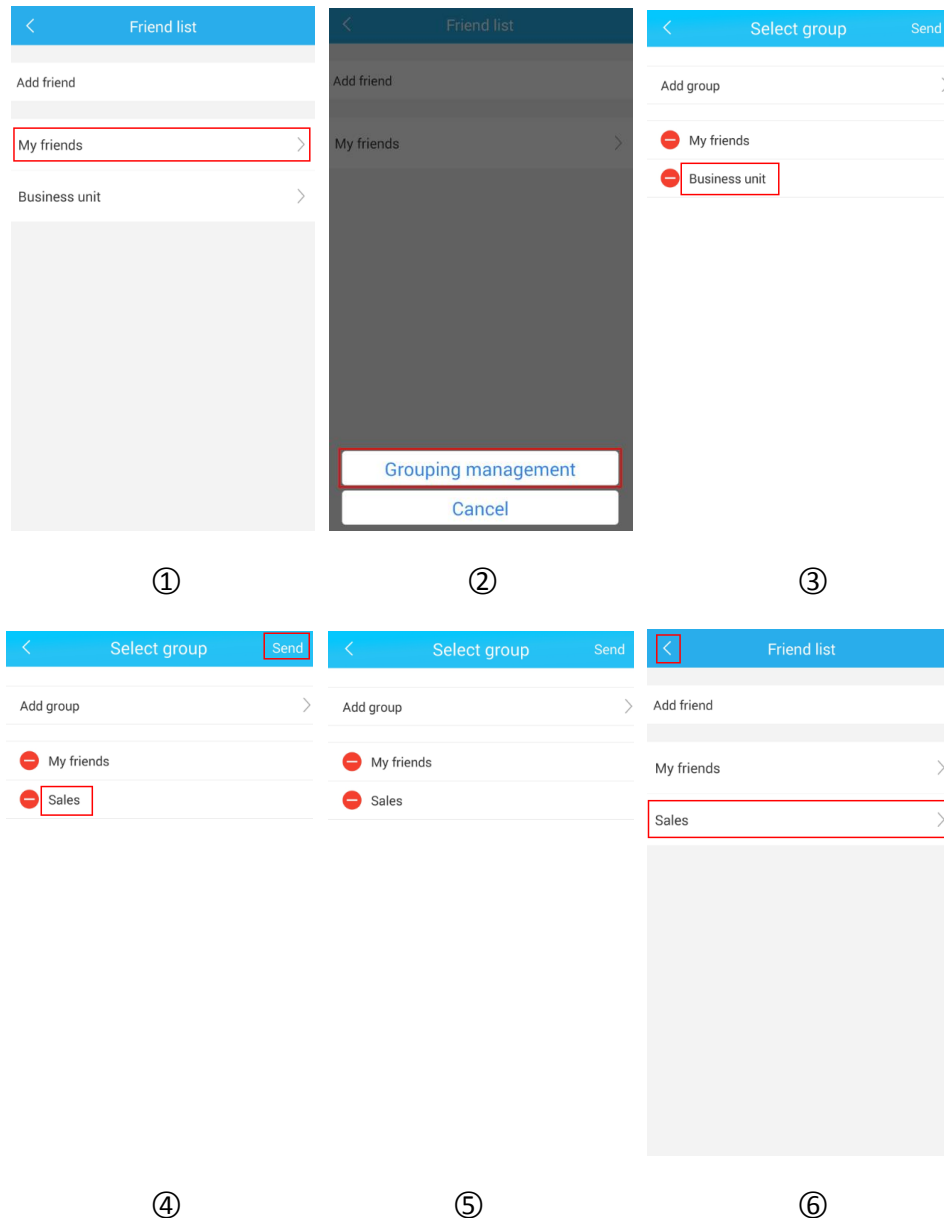 Friend list
Add friend
My friends
Business unit
①
Friend list
Add friend
My friends
Grouping management
Cancel
②
Select group Send
Add group
My friends
Business unit
③
Select group Send
Add group
My friends
Sales
④
Select group Send
Add group
My friends
Sales
⑤
Friend list
Add friend
My friends
Sales
⑥